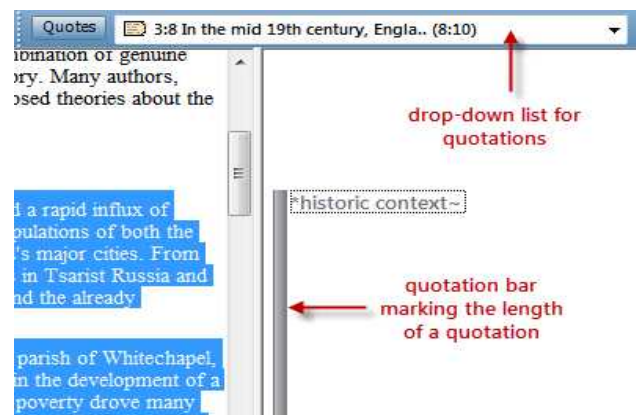 Quotes 3:8 In the mid 19th century, Engla.. (8:10)
of genuine
ory. Many authors,
osed theories about the
drop-down list for
quotations
*historic context~
d a rapid influx of
pulations of both the
's major cities. From
s in Tsarist Russia and
nd the already
quotation bar
marking the length
of a quotation
parish of Whitechapel,
in the development of a
poverty drove many